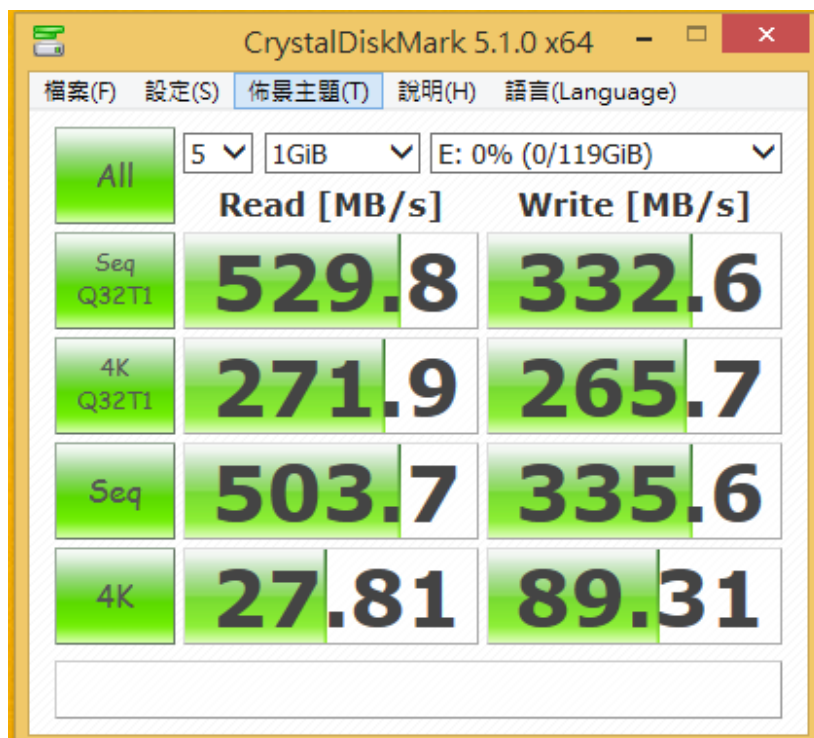 CrystalDiskMark 5.1.0 x64
檔案(F) 設定(S) 佈景主題(T) 說明(H) 語言(Language)
All 5 1GiB E: 0% (0/119GiB)
Read [MB/s] Write [MB/s]
Seq
Q32T1 529.8 332.6
4K
Q32T1 271.9 265.7
Seq 503.7 335.6
4K 27.81 89.31